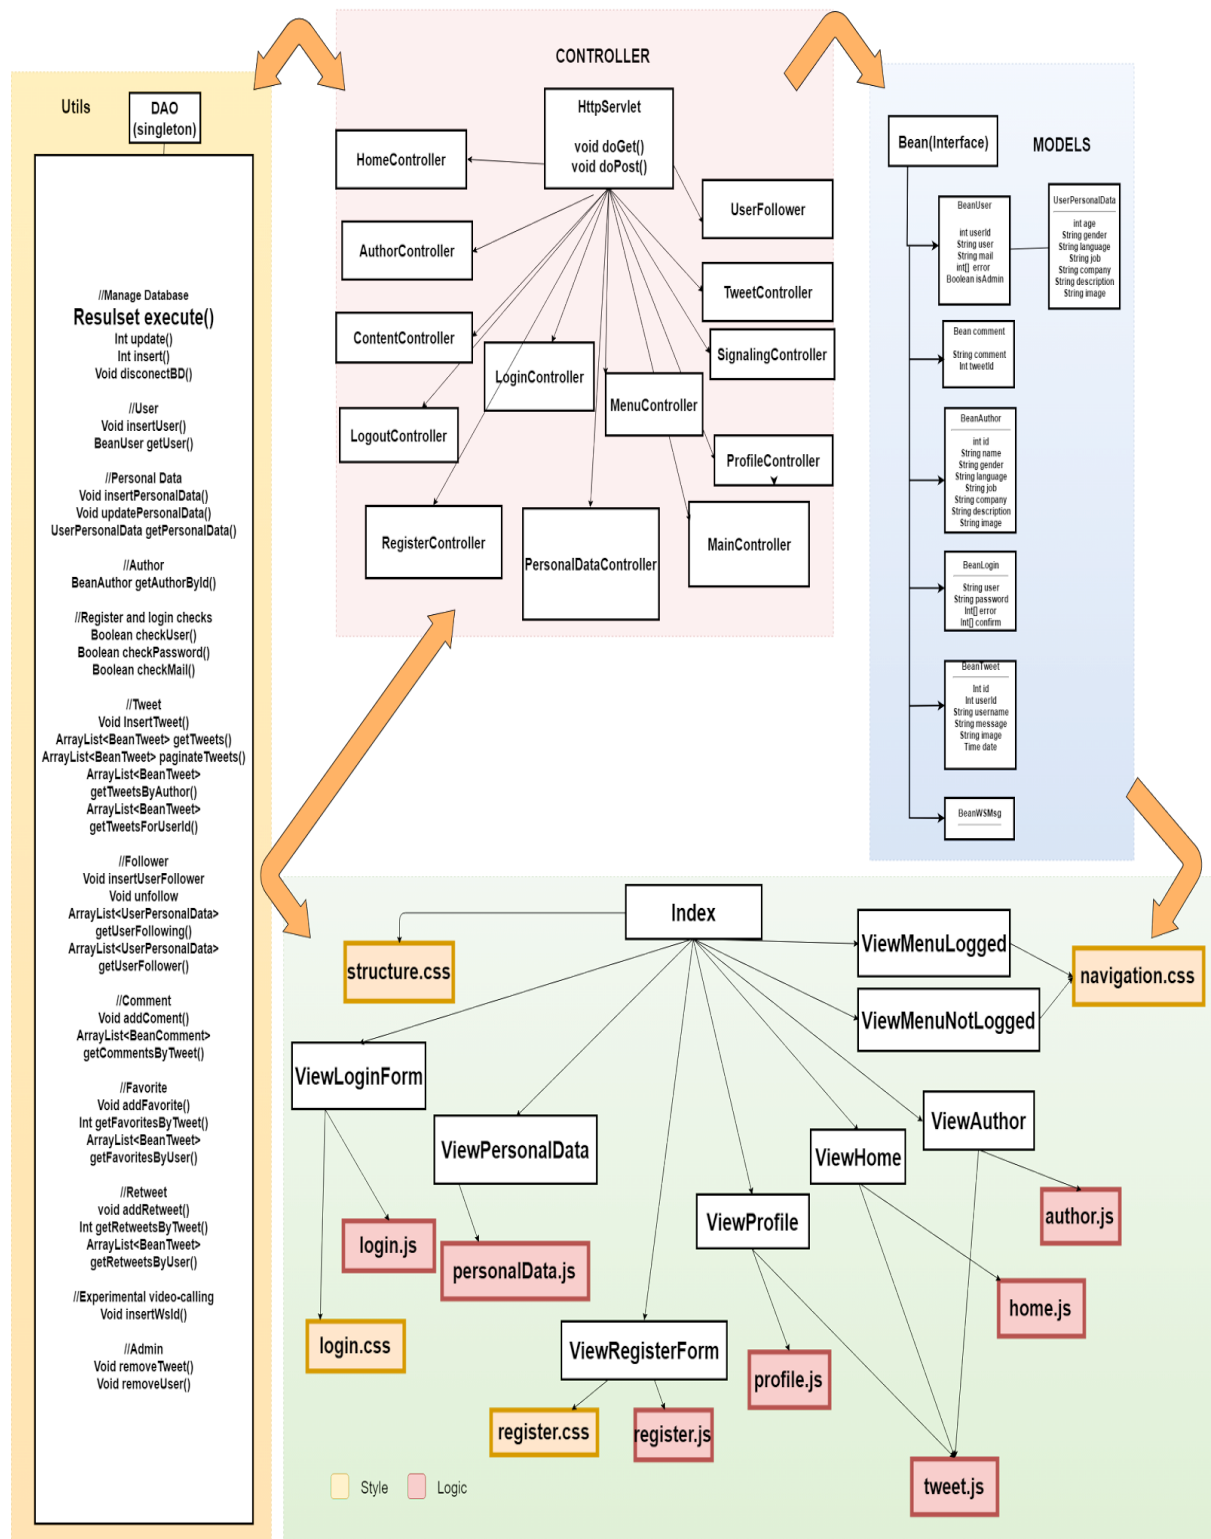 Utils
DAO
(singleton)
//Manage Database
Resulset execute()
Int update()
Int insert()
Void disconectBD()
//User
Void insertUser()
BeanUser getUser()
//Personal Data
Void insertPersonalData()
Void updatePersonalData()
UserPersonalData getPersonalData()
//Author
BeanAuthor getAuthorById()
//Register and login checks
Boolean checkUser()
Boolean checkPassword()
Boolean checkMail()
//Tweet
Void InsertTweet()
ArrayList<BeanTweet> getTweets()
ArrayList<BeanTweet> paginateTweets()
ArrayList<BeanTweet>
getTweetsByAuthor()
ArrayList<BeanTweet>
getTweetsForUserId()
//Follower
Void insertUserFollower
Void unfollow
ArrayList<UserPersonalData>
getUserFollowing()
ArrayList<UserPersonalData>
getUserFollower()
//Comment
Void addComent()
ArrayList<BeanComment>
getCommentsByTweet()
//Favorite
Void addFavorite()
Int getFavoritesByTweet()
ArrayList<BeanTweet>
getFavoritesByUser()
//Retweet
void addRetweet()
Int getRetweetsByTweet()
ArrayList<BeanTweet>
getRetweetsByUser()
//Experimental video-calling
Void insertWsId()
//Admin
Void removeTweet()
Void removeUser()
CONTROLLER
HttpServlet
void doGet()
void doPost()
HomeController
UserFollower
AuthorController
TweetController
ContentController
SignalingController
LoginController
MenuController
LogoutController
ProfileController
RegisterController
PersonalDataController
MainController
Bean(Interface)
MODELS
BeanUser
int userId
String user
String mail
int[] error
Boolean isAdmin
UserPersonalData
int age
String gender
String language
String job
String company
String description
String image
Bean comment
String comment
Int tweetId
BeanAuthor
int id
String name
String gender
String language
String job
String company
String description
String image
BeanLogin
String user
String password
Int[] error
Int[] confirm
BeanTweet
Int id
Int userId
String username
String message
String image
Time date
BeanWSMsg
Index
structure.css
ViewMenuLogged
navigation.css
ViewMenuNotLogged
ViewLoginForm
ViewPersonalData
ViewHome
ViewAuthor
ViewProfile
author.js
login.js
personalData.js
home.js
login.css
ViewRegisterForm
profile.js
register.css
register.js
tweet.js
Style
Logic